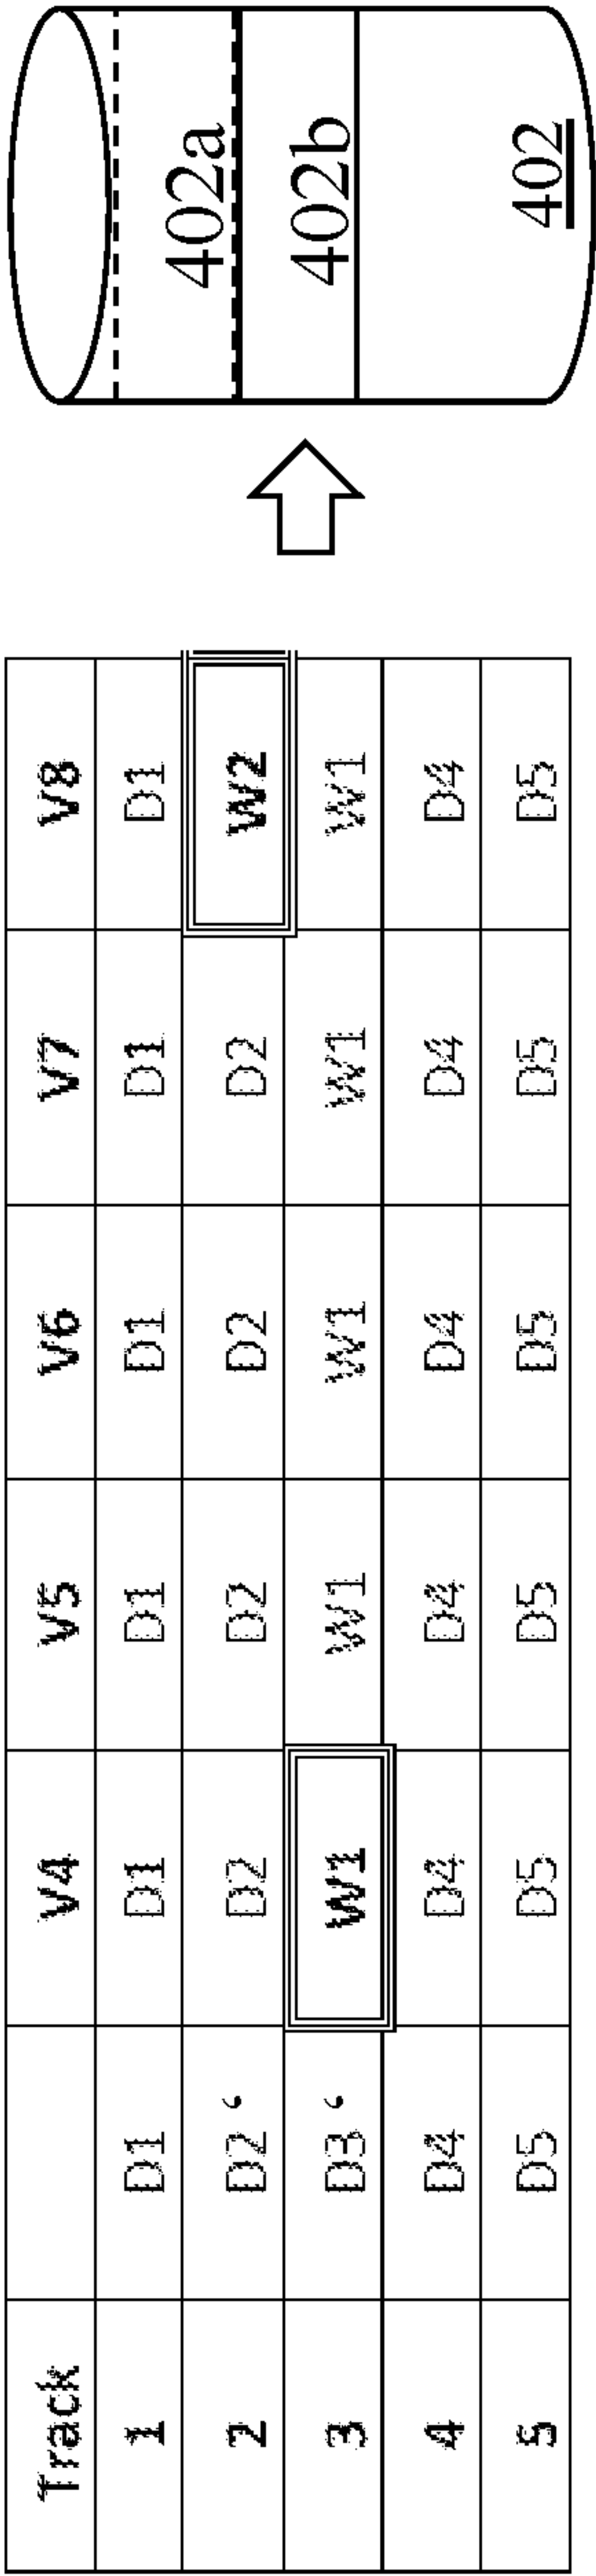 Track V4 V5 V6 V7 V8
1 D1 D1 D1 D1 D1 D1
2 D2‘ D2 D2 D2 D2 W2
3 D3‘ W1 W1 W1 W1 W1
4 D4 D4 D4 D4 D4 D4
5 D5 D5 D5 D5 D5 D5
402a
402b
402